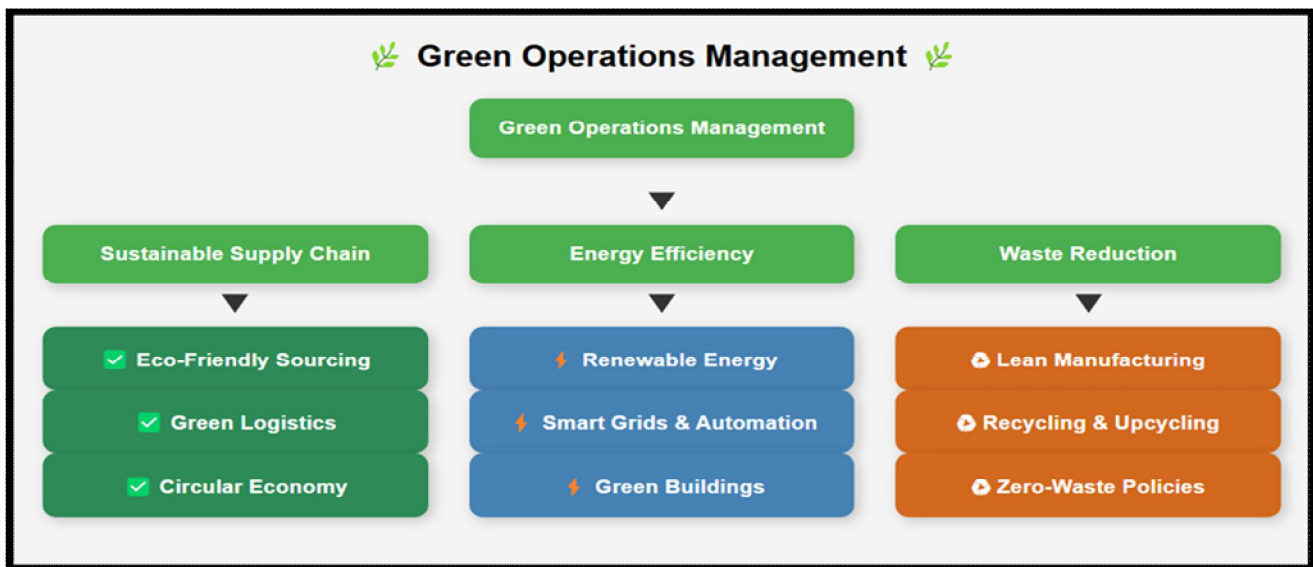 Green Operations Management
Green Operations Management
Sustainable Supply Chain
Energy Efficiency
Waste Reduction
Eco-Friendly Sourcing
Renewable Energy
Lean Manufacturing
Green Logistics
Smart Grids & Automation
Recycling & Upcycling
Circular Economy
Green Buildings
Zero-Waste Policies